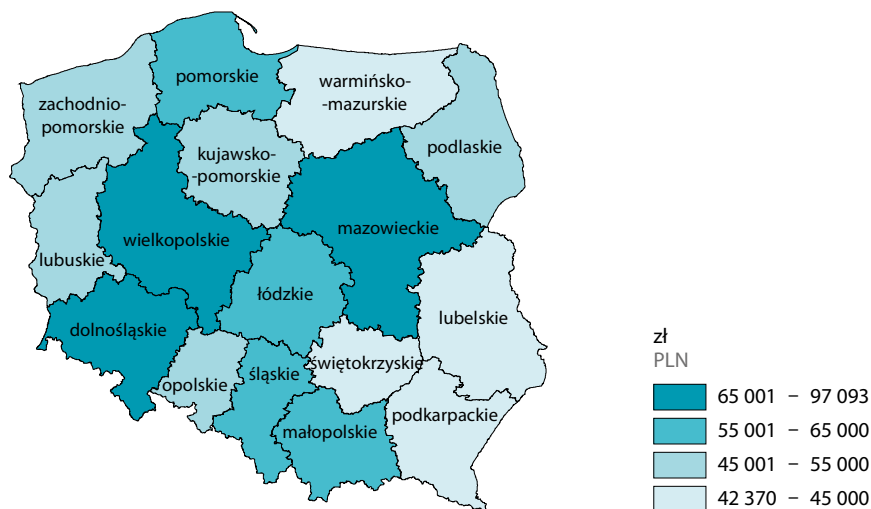 pomorskie
warmińsko-
-mazurskie
zachodnio-
pomorskie
podlaskie
kujawsko-
-pomorskie
mazowieckie
wielkopolskie
lubuskie
łódzkie
lubelskie
dolnośląskie
świętokrzyskie
śląskie
opolskie
podkarpackie
małopolskie
zł
PLN
65 001 – 97 093
55 001 – 65 000
45 001 – 55 000
42 370 – 45 000